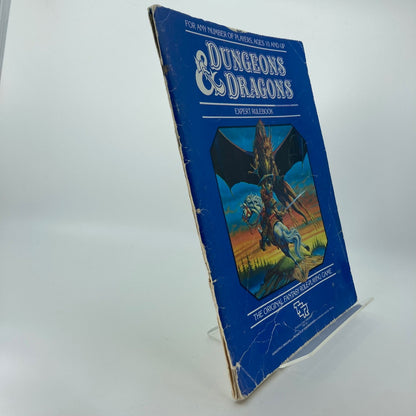 FOR ANY NUMBER OF PLAYERS, AGES 10 AND UP
DUNGEONS
& DRAGONS
EXPERT RULEBOOK
THE ORIGINAL FANTASY ROLE-PLAYING GAME